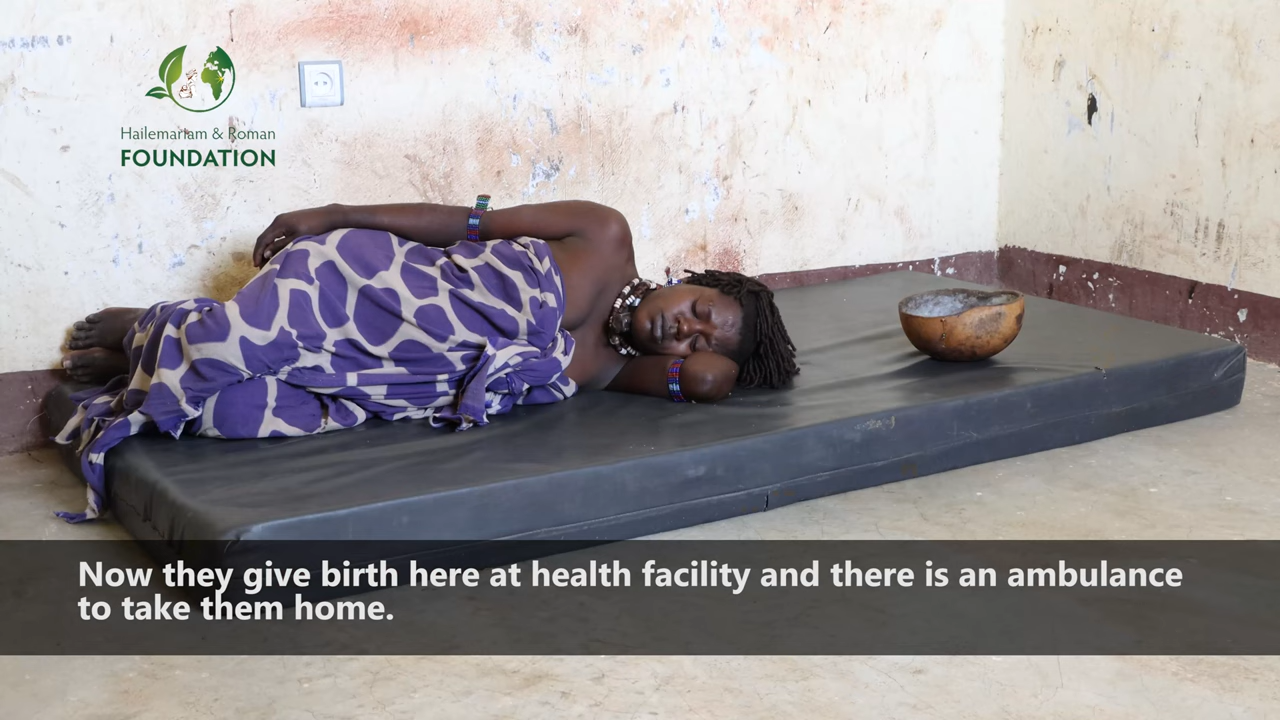 Hailemariam & Roman
FOUNDATION
Now they give birth here at health facility and there is an ambulance
to take them home.